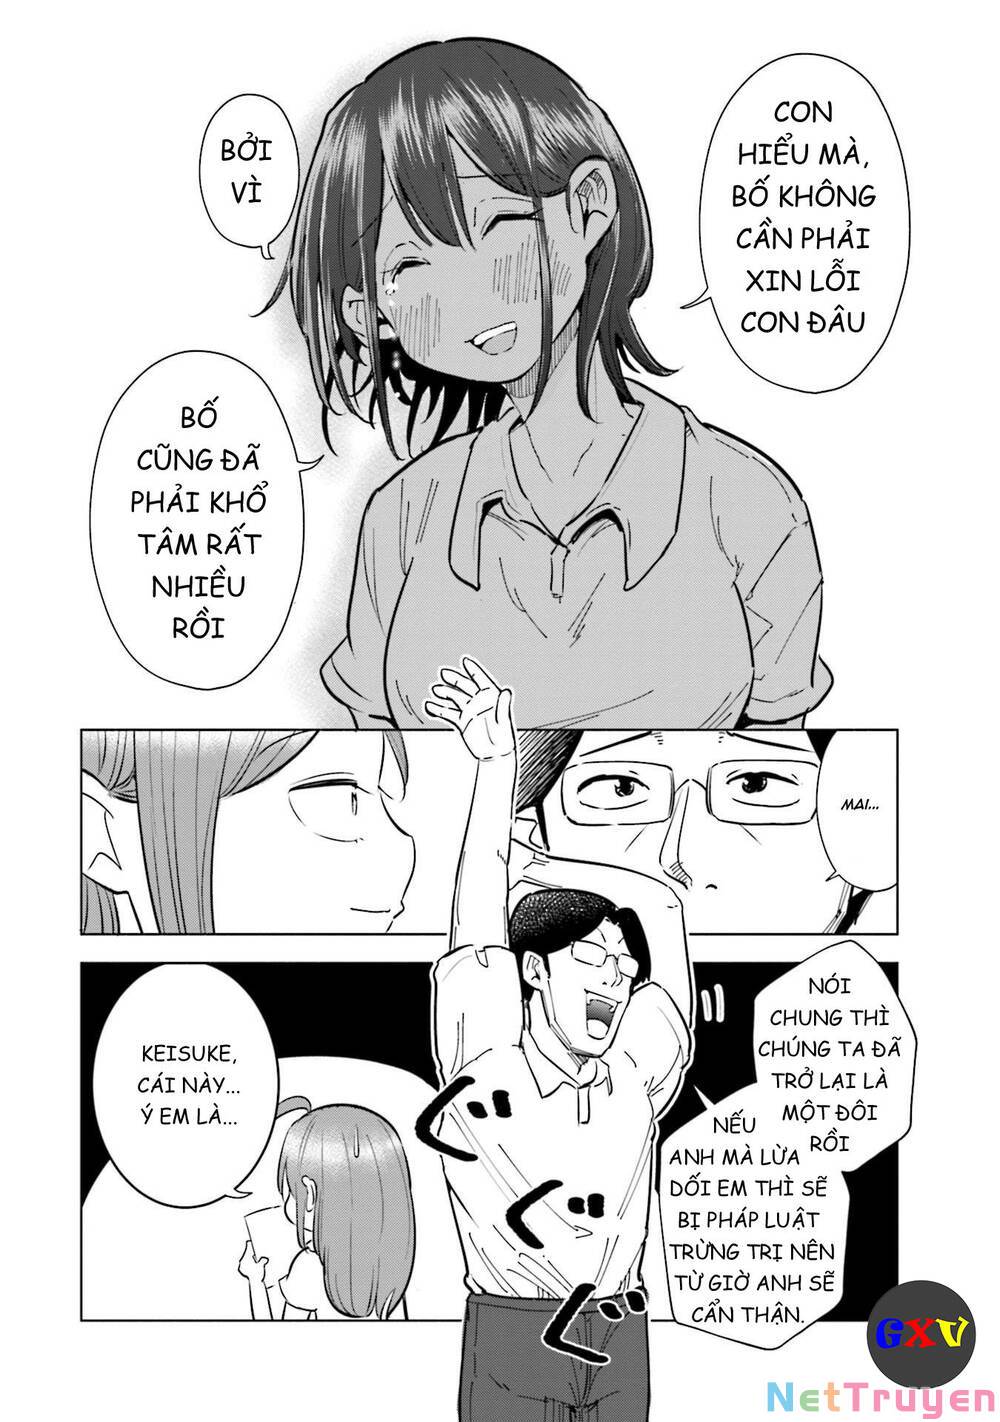 CON
HIỂU MÀ,
BỐ KHÔNG
CẦN PHẢI
XIN LỖI
CON ĐÂU
BỞI
VÌ
BỐ
CŨNG ĐÃ
PHẢI KHỔ
TÂM RẤT
NHIỀU
RỒI
MAI...
NÓI
CHUNG THÌ
CHÚNG TA ĐÃ
TRỞ LẠI LÀ
MỘT ĐÔI
RỒI
NẾU
ANH MÀ LỪA
DỐI EM THÌ SẼ
BỊ PHÁP LUẬT
TRỪNG TRỊ NÊN
TỪ GIỜ ANH SẼ
CẨN THẬN.
KEISUKE,
CÁI NÀY...
Ý EM LÀ...
ぐぐぐ
GXV
NetTruyen